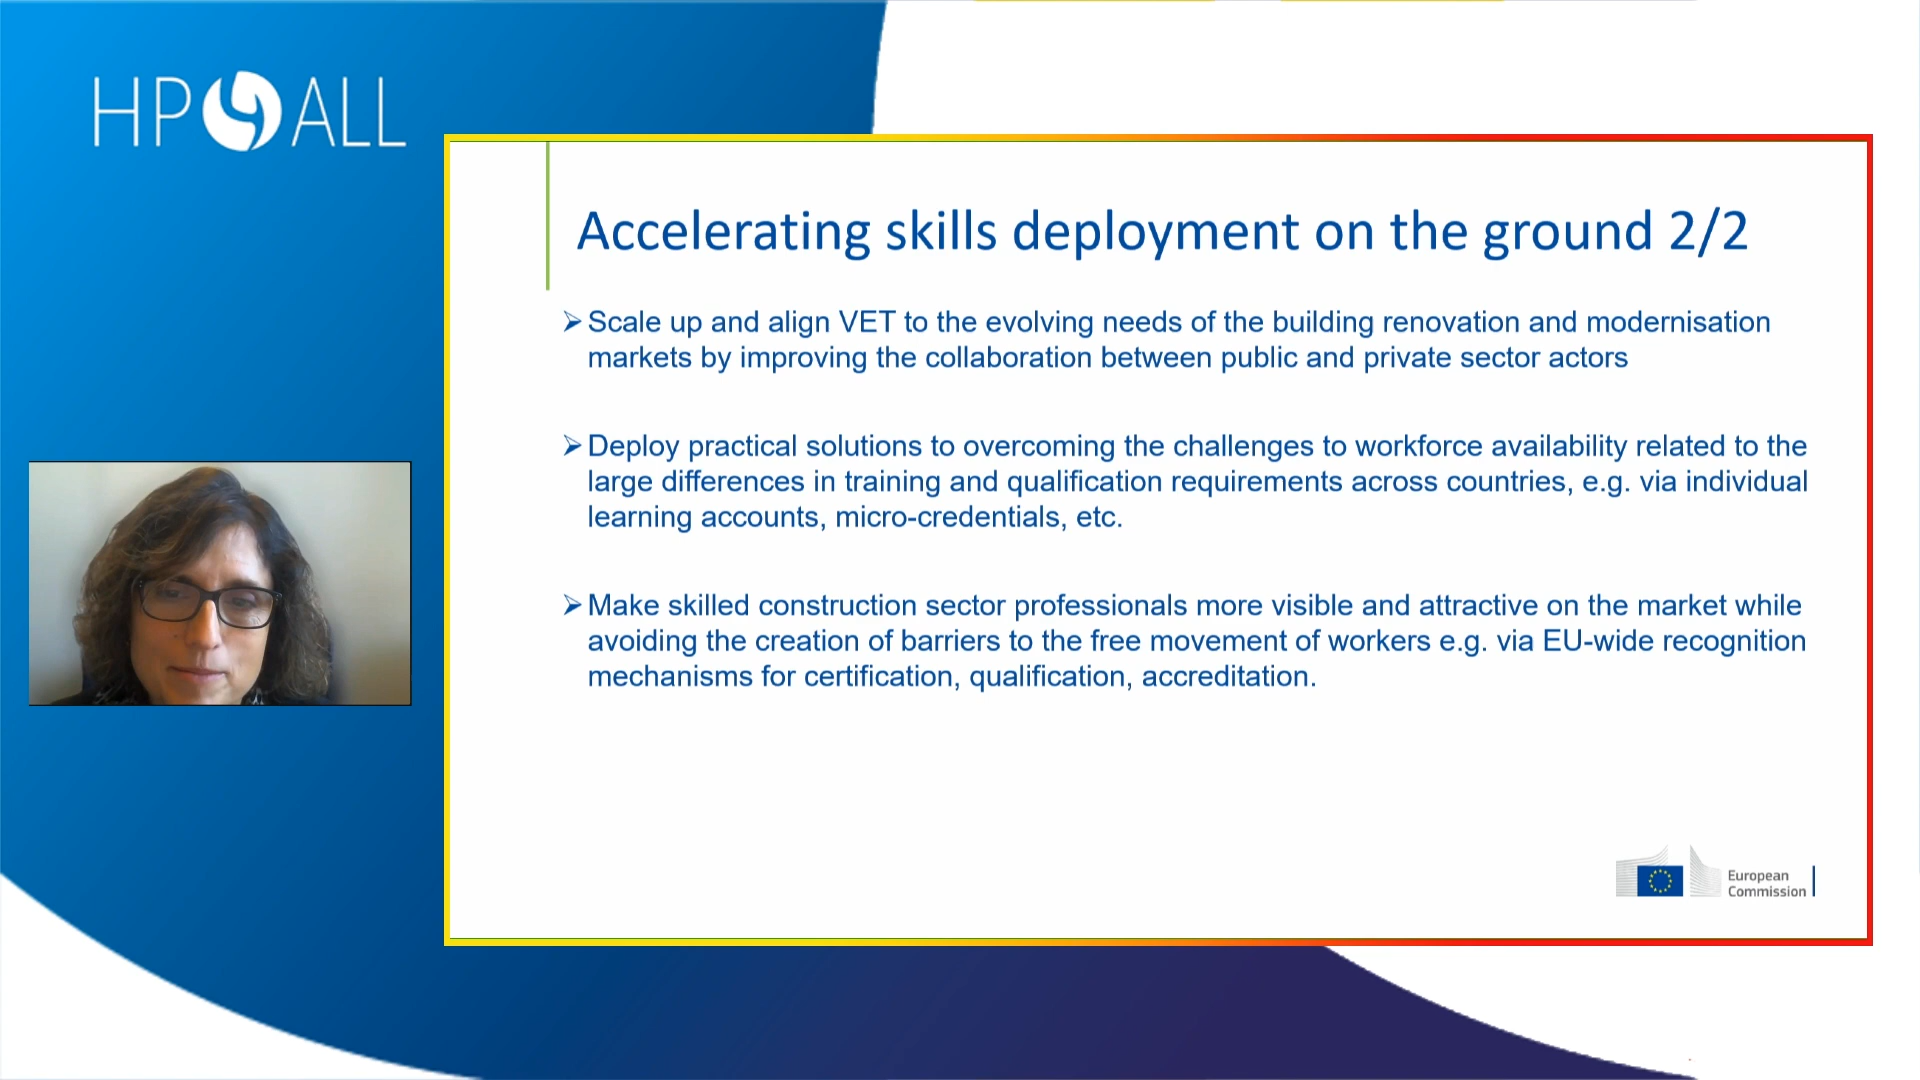 HP4ALL
Accelerating skills deployment on the ground 2/2
➢ Scale up and align VET to the evolving needs of the building renovation and modernisation
markets by improving the collaboration between public and private sector actors
➢ Deploy practical solutions to overcoming the challenges to workforce availability related to the
large differences in training and qualification requirements across countries, e.g. via individual
learning accounts, micro-credentials, etc.
➢ Make skilled construction sector professionals more visible and attractive on the market while
avoiding the creation of barriers to the free movement of workers e.g. via EU-wide recognition
mechanisms for certification, qualification, accreditation.
European
Commission